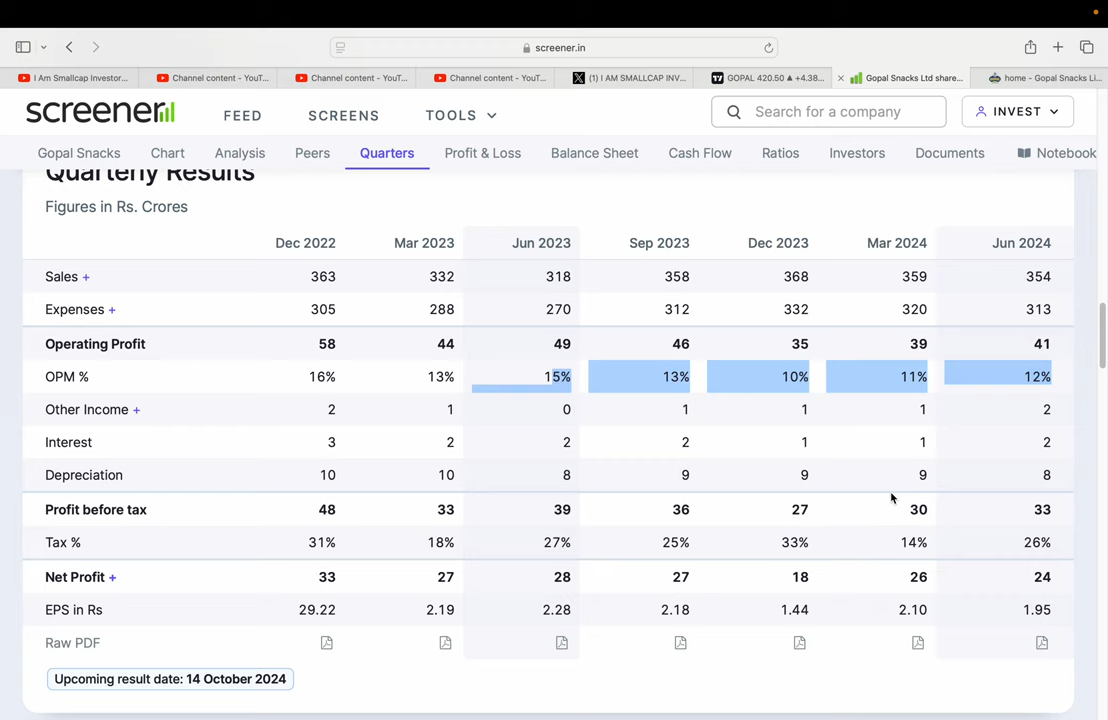 screener.in
I Am Smallcap Investor...
Channel content - YouT...
Channel content - YouT...
Channel content - YouT...
(1) I AM SMALLCAP INV...
GOPAL 420.50 ▲ +4.38...
Gopal Snacks Ltd share...
home - Gopal Snacks Li...
screener
FEED
SCREENS
TOOLS
Search for a company
INVEST
Gopal Snacks Chart Analysis Peers Quarters Profit & Loss Balance Sheet Cash Flow Ratios Investors Documents Notebook
Quarterly Results
Figures in Rs. Crores
Dec 2022 Mar 2023 Jun 2023 Sep 2023 Dec 2023 Mar 2024 Jun 2024
Sales + 363 332 318 358 368 359 354
Expenses + 305 288 270 312 332 320 313
Operating Profit 58 44 49 46 35 39 41
OPM % 16% 13% 15% 13% 10% 11% 12%
Other Income + 2 1 0 1 1 1 2
Interest 3 2 2 2 1 1 2
Depreciation 10 10 8 9 9 9 8
Profit before tax 48 33 39 36 27 30 33
Tax % 31% 18% 27% 25% 33% 14% 26%
Net Profit + 33 27 28 27 18 26 24
EPS in Rs 29.22 2.19 2.28 2.18 1.44 2.10 1.95
Raw PDF
Upcoming result date: 14 October 2024